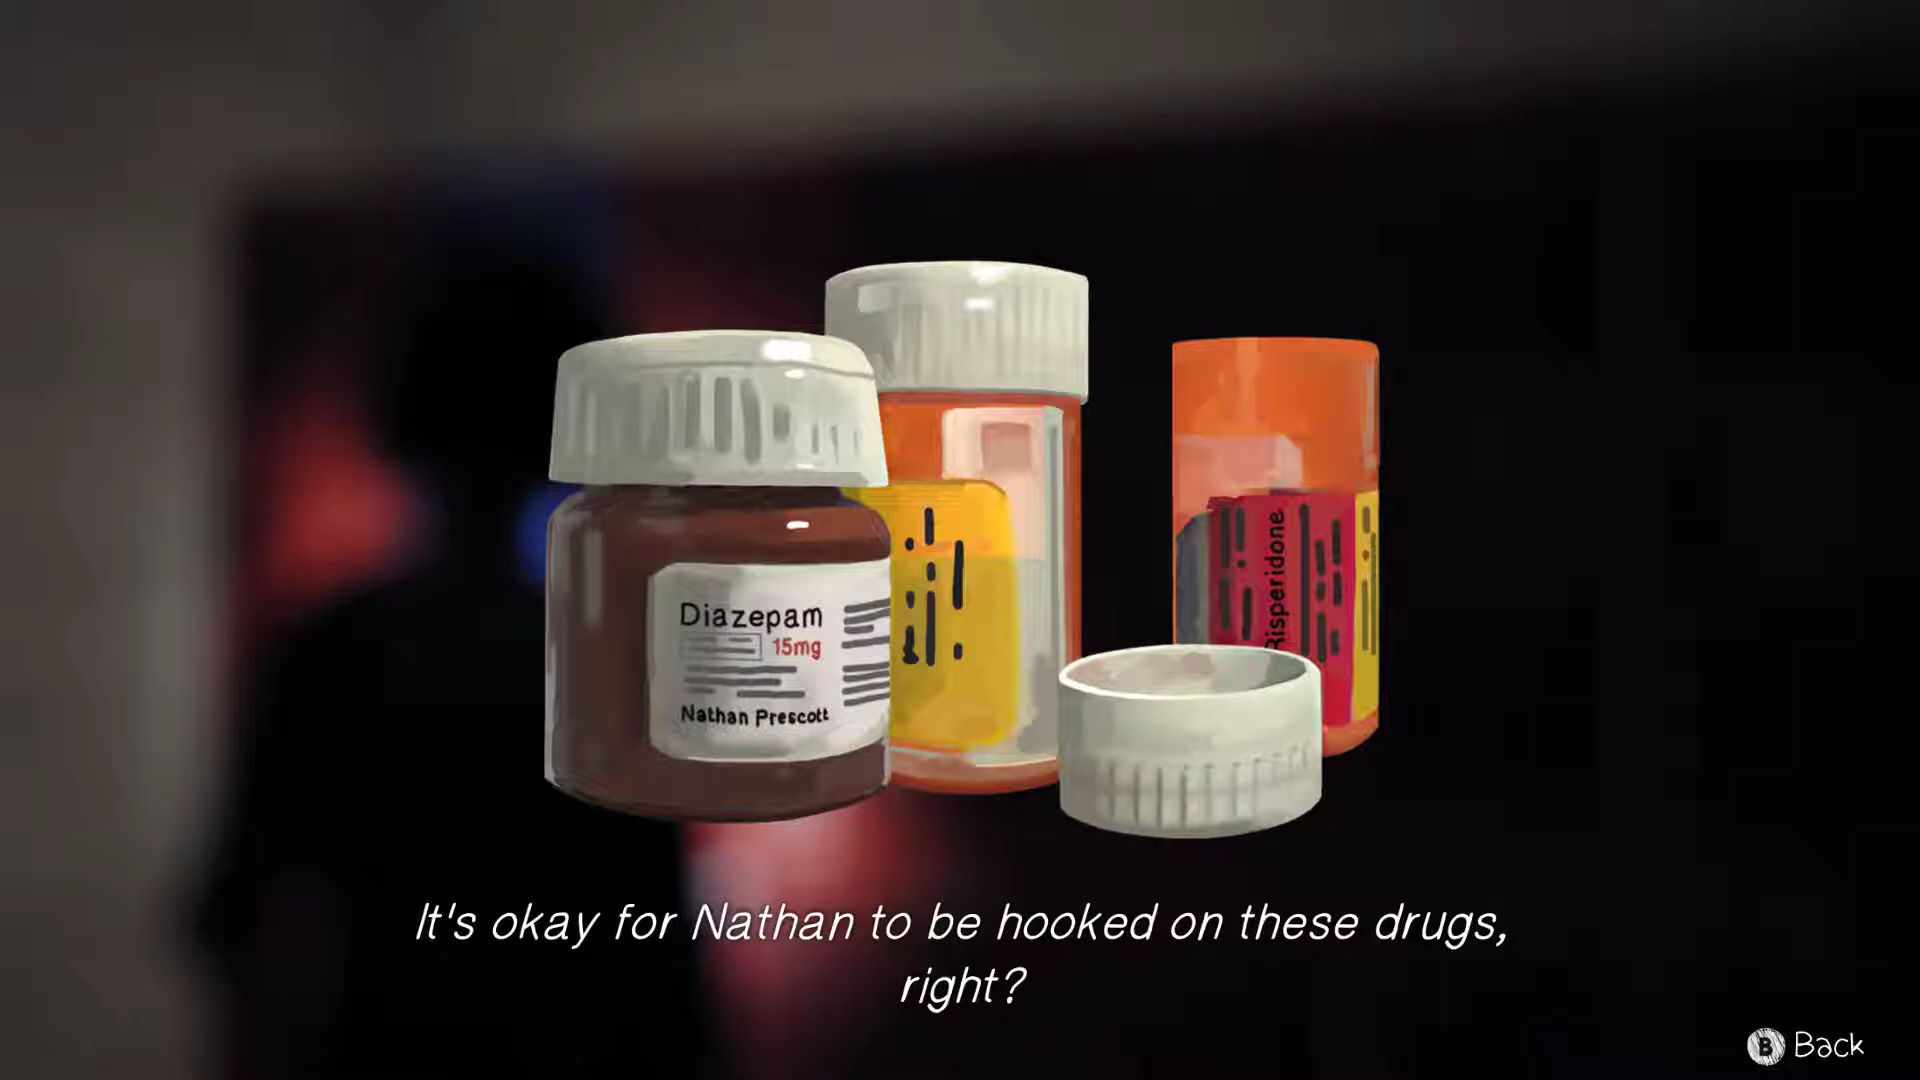 Diazepam
15mg
Nathan Prescott
Risperidone
It's okay for Nathan to be hooked on these drugs,
right?
B Back